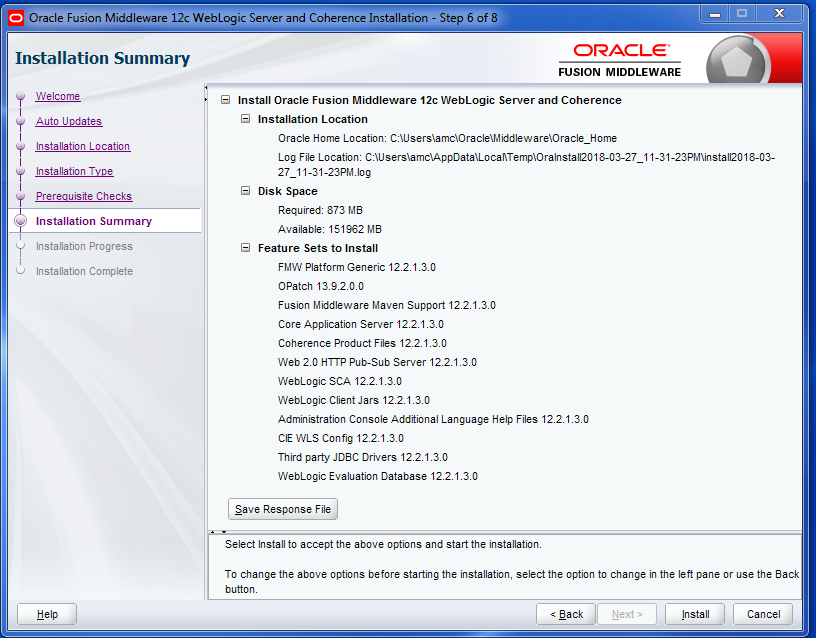 Oracle Fusion Middleware 12c WebLogic Server and Coherence Installation - Step 6 of 8
Installation Summary
ORACLE
FUSION MIDDLEWARE
Welcome
Auto Updates
Installation Location
Installation Type
Prerequisite Checks
Installation Summary
Installation Progress
Installation Complete
Install Oracle Fusion Middleware 12c WebLogic Server and Coherence
Installation Location
Oracle Home Location: C:\Users\amc\Oracle\Middleware\Oracle_Home
Log File Location: C:\Users\amc\AppData\Local\Temp\OraInstall2018-03-27_11-31-23PM\install2018-03-
27_11-31-23PM.log
Disk Space
Required: 873 MB
Available: 151962 MB
Feature Sets to Install
FMW Platform Generic 12.2.1.3.0
OPatch 13.9.2.0.0
Fusion Middleware Maven Support 12.2.1.3.0
Core Application Server 12.2.1.3.0
Coherence Product Files 12.2.1.3.0
Web 2.0 HTTP Pub-Sub Server 12.2.1.3.0
WebLogic SCA 12.2.1.3.0
WebLogic Client Jars 12.2.1.3.0
Administration Console Additional Language Help Files 12.2.1.3.0
CIE WLS Config 12.2.1.3.0
Third party JDBC Drivers 12.2.1.3.0
WebLogic Evaluation Database 12.2.1.3.0
Save Response File
Select Install to accept the above options and start the installation.
To change the above options before starting the installation, select the option to change in the left pane or use the Back
button.
Help
< Back
Next >
Install
Cancel